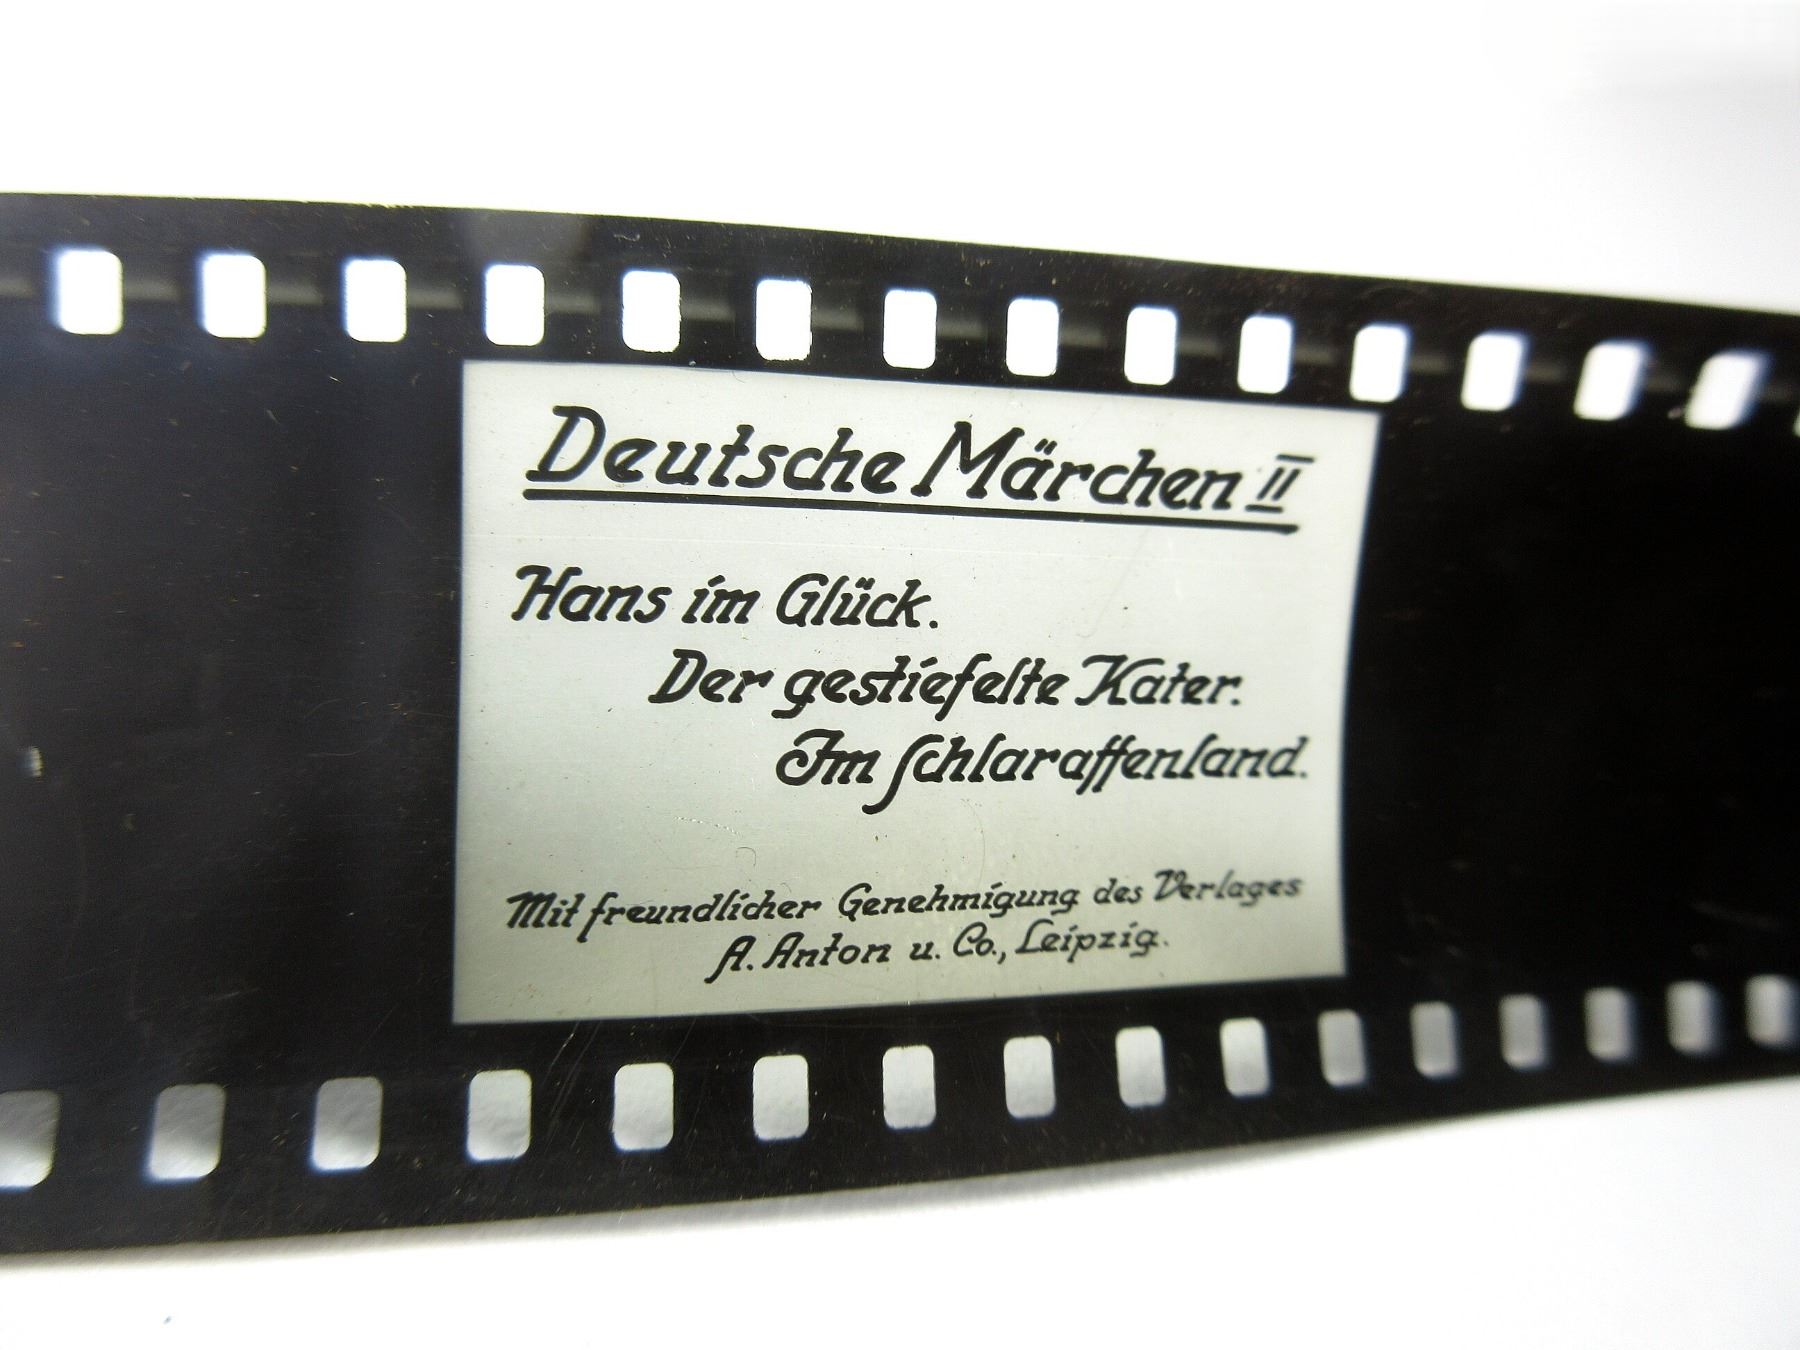 Deutsche Märchen II
Hans im Glück.
Der gestiefelte Kater.
Im Schlaraffenland.
Mit freundlicher Genehmigung des Verlages
A. Anton u. Co., Leipzig.